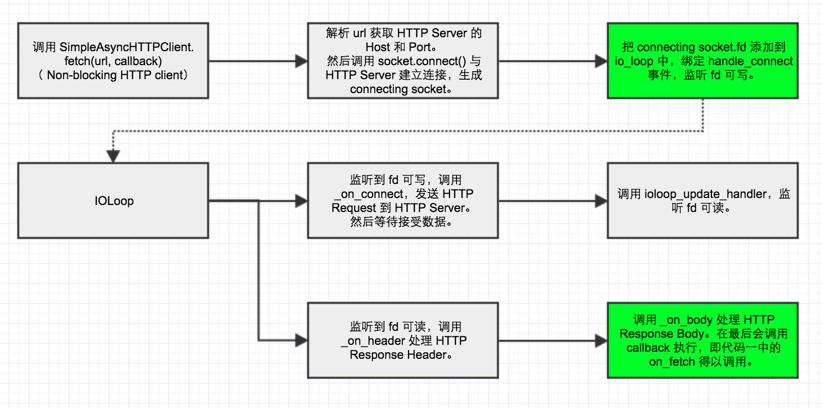 调用 SimpleAsyncHTTPClient.
fetch(url, callback)
( Non-blocking HTTP client)
解析 url 获取 HTTP Server 的
Host 和 Port。
然后调用 socket.connect() 与
HTTP Server 建立连接，生成
connecting socket。
把 connecting socket.fd 添加到
io_loop 中，绑定 handle_connect
事件，监听 fd 可写。
IOLoop
监听到 fd 可写，调用
_on_connect，发送 HTTP
Request 到 HTTP Server。
然后等待接受数据。
调用 ioloop_update_handler，监
听 fd 可读。
监听到 fd 可读，调用
_on_header 处理 HTTP
Response Header。
调用 _on_body 处理 HTTP
Response Body。在最后会调用
callback 执行，即代码一中的
on_fetch 得以调用。